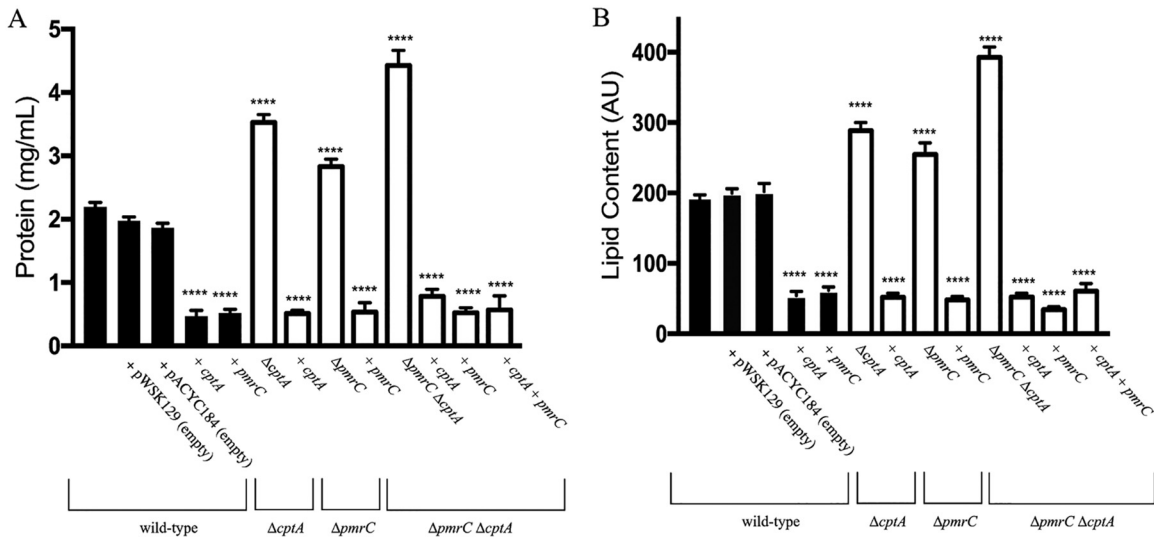 A
Protein (mg/mL)
5
4
3
2
1
0
****
****
****
****
****
****
****
****
****
****
+ pWSK129 (empty)
+ pACYC184 (empty)
+ cptA
+ pmrC
ΔcptA
+ cptA
ΔpmrC
+ pmrC
ΔpmrC ΔcptA
+ cptA
+ pmrC
+ cptA + pmrC
wild-type
ΔcptA
ΔpmrC
ΔpmrC ΔcptA
B
Lipid Content (AU)
400
300
200
100
0
****
****
****
****
****
****
****
****
****
****
+ pWSK129 (empty)
+ pACYC184 (empty)
+ cptA
+ pmrC
ΔcptA
+ cptA
ΔpmrC
+ pmrC
ΔpmrC ΔcptA
+ cptA
+ pmrC
+ cptA + pmrC
wild-type
ΔcptA
ΔpmrC
ΔpmrC ΔcptA